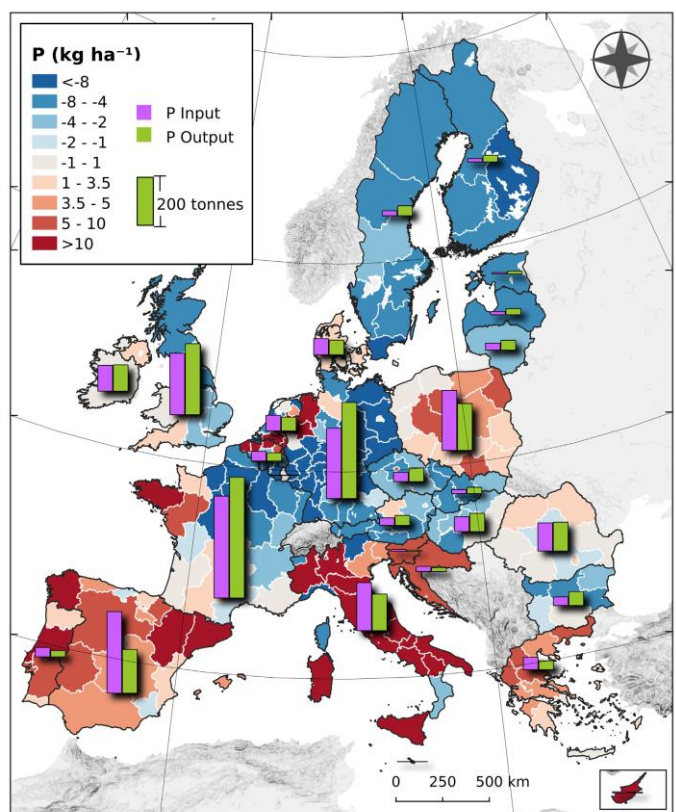 P (kg ha⁻¹)
<-8
-8 - -4
-4 - -2
-2 - -1
-1 - 1
1 - 3.5
3.5 - 5
5 - 10
>10
P Input
P Output
200 tonnes
0 250 500 km